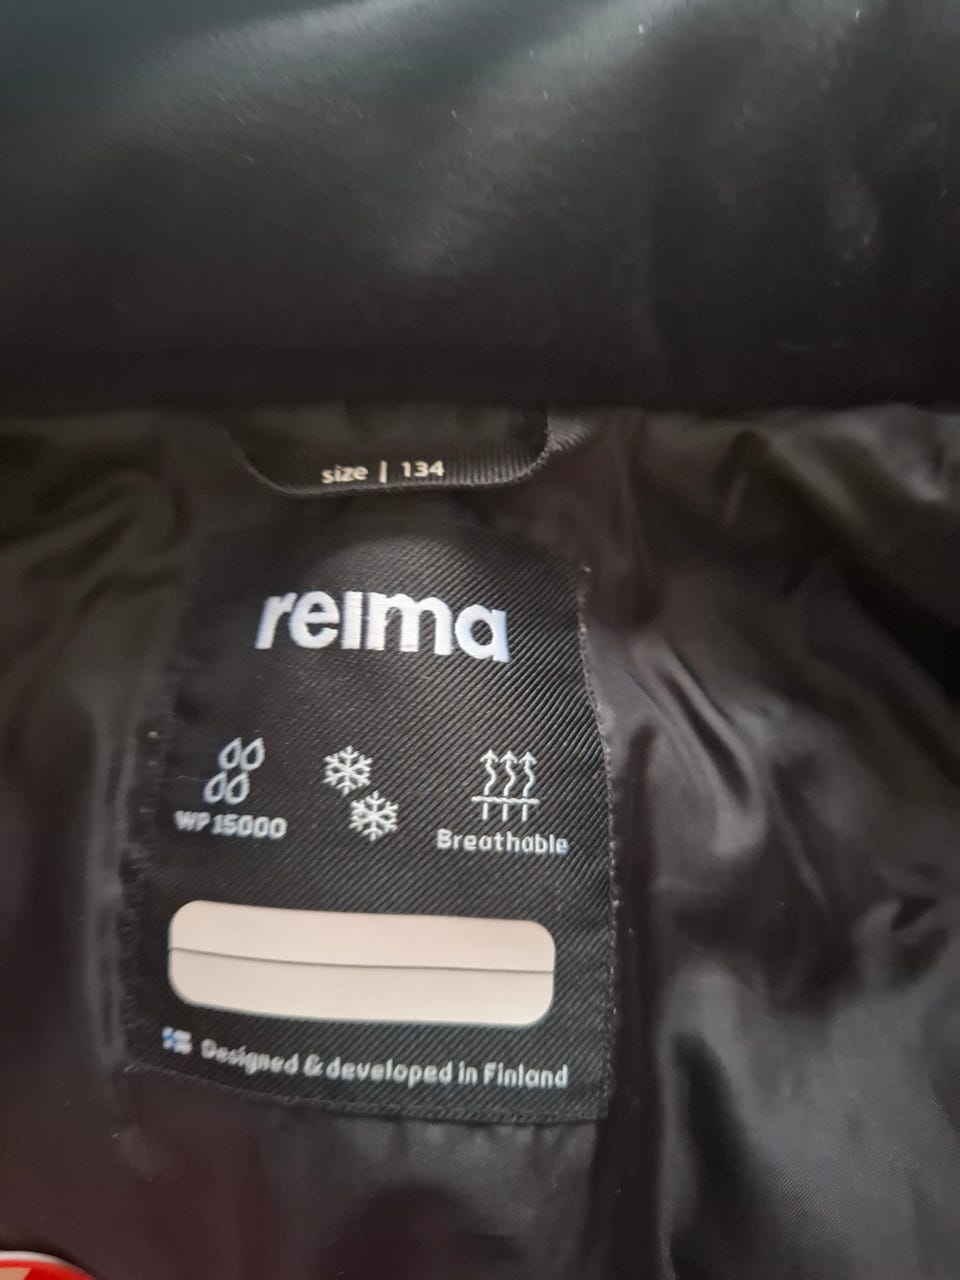 size | 134
reima
WP 15000
Breathable
Designed & developed in Finland